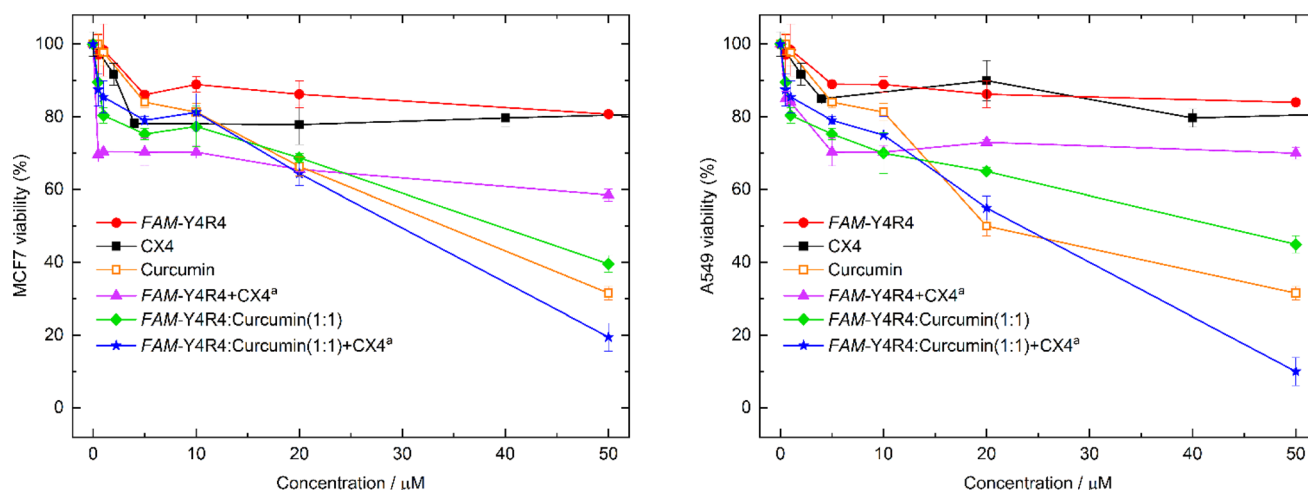 100
80
60
40
20
0
MCF7 viability (%)
FAM-Y4R4
CX4
Curcumin
FAM-Y4R4+CX4ª
FAM-Y4R4:Curcumin(1:1)
FAM-Y4R4:Curcumin(1:1)+CX4ª
0 10 20 30 40 50
Concentration / μM
100
80
60
40
20
0
A549 viability (%)
FAM-Y4R4
CX4
Curcumin
FAM-Y4R4+CX4ª
FAM-Y4R4:Curcumin(1:1)
FAM-Y4R4:Curcumin(1:1)+CX4ª
0 10 20 30 40 50
Concentration / μM